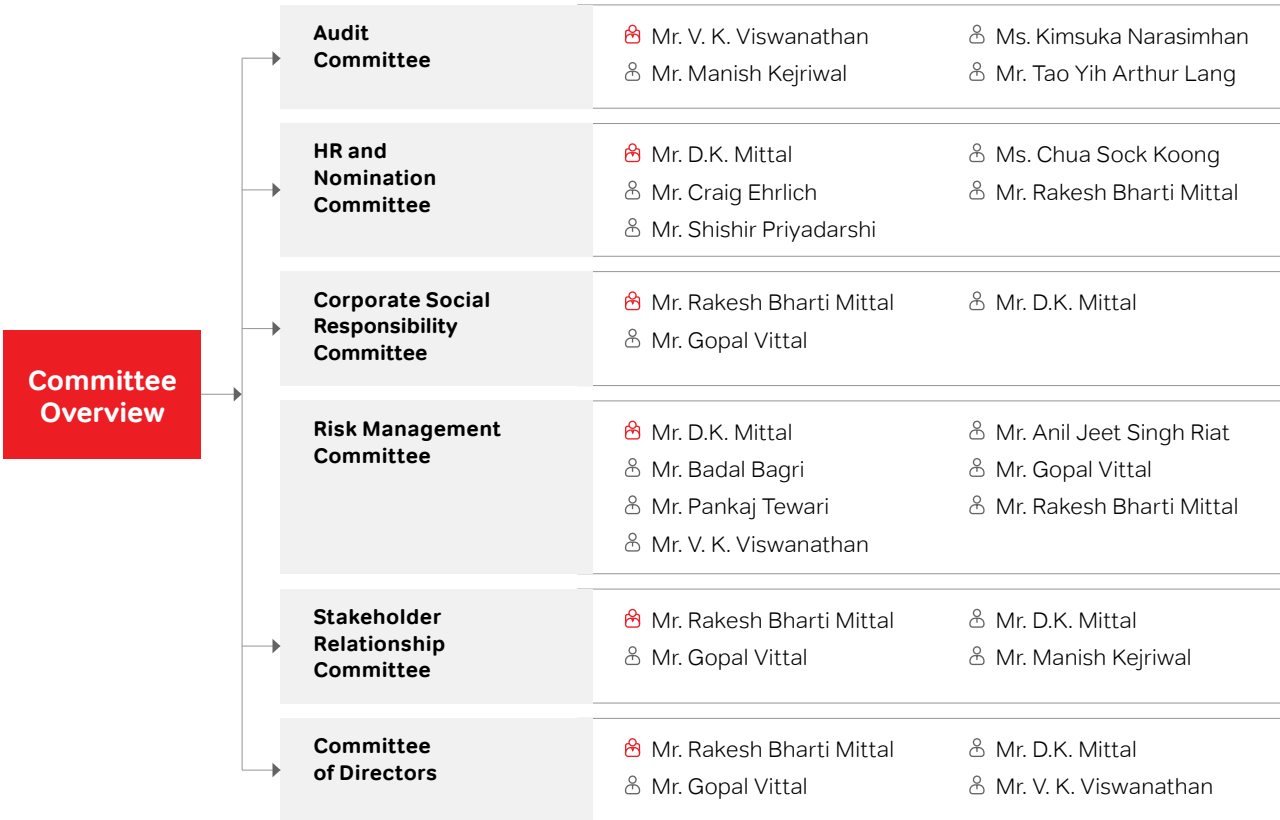 Committee
Overview
Audit
Committee
Mr. V. K. Viswanathan
Ms. Kimsuka Narasimhan
Mr. Manish Kejriwal
Mr. Tao Yih Arthur Lang
HR and
Nomination
Committee
Mr. D.K. Mittal
Ms. Chua Sock Koong
Mr. Craig Ehrlich
Mr. Rakesh Bharti Mittal
Mr. Shishir Priyadarshi
Corporate Social
Responsibility
Committee
Mr. Rakesh Bharti Mittal
Mr. D.K. Mittal
Mr. Gopal Vittal
Risk Management
Committee
Mr. D.K. Mittal
Mr. Anil Jeet Singh Riat
Mr. Badal Bagri
Mr. Gopal Vittal
Mr. Pankaj Tewari
Mr. Rakesh Bharti Mittal
Mr. V. K. Viswanathan
Stakeholder
Relationship
Committee
Mr. Rakesh Bharti Mittal
Mr. D.K. Mittal
Mr. Gopal Vittal
Mr. Manish Kejriwal
Committee
of Directors
Mr. Rakesh Bharti Mittal
Mr. D.K. Mittal
Mr. Gopal Vittal
Mr. V. K. Viswanathan